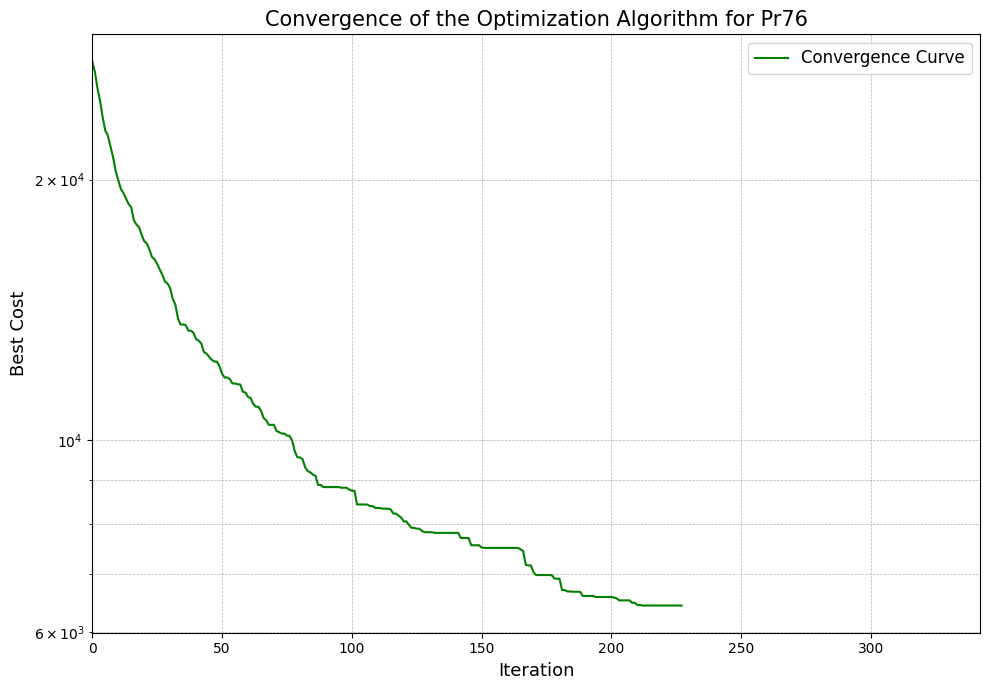 Convergence of the Optimization Algorithm for Pr76
Convergence Curve
Best Cost
2 × 10⁴
10⁴
6 × 10³
0 50 100 150 200 250 300
Iteration